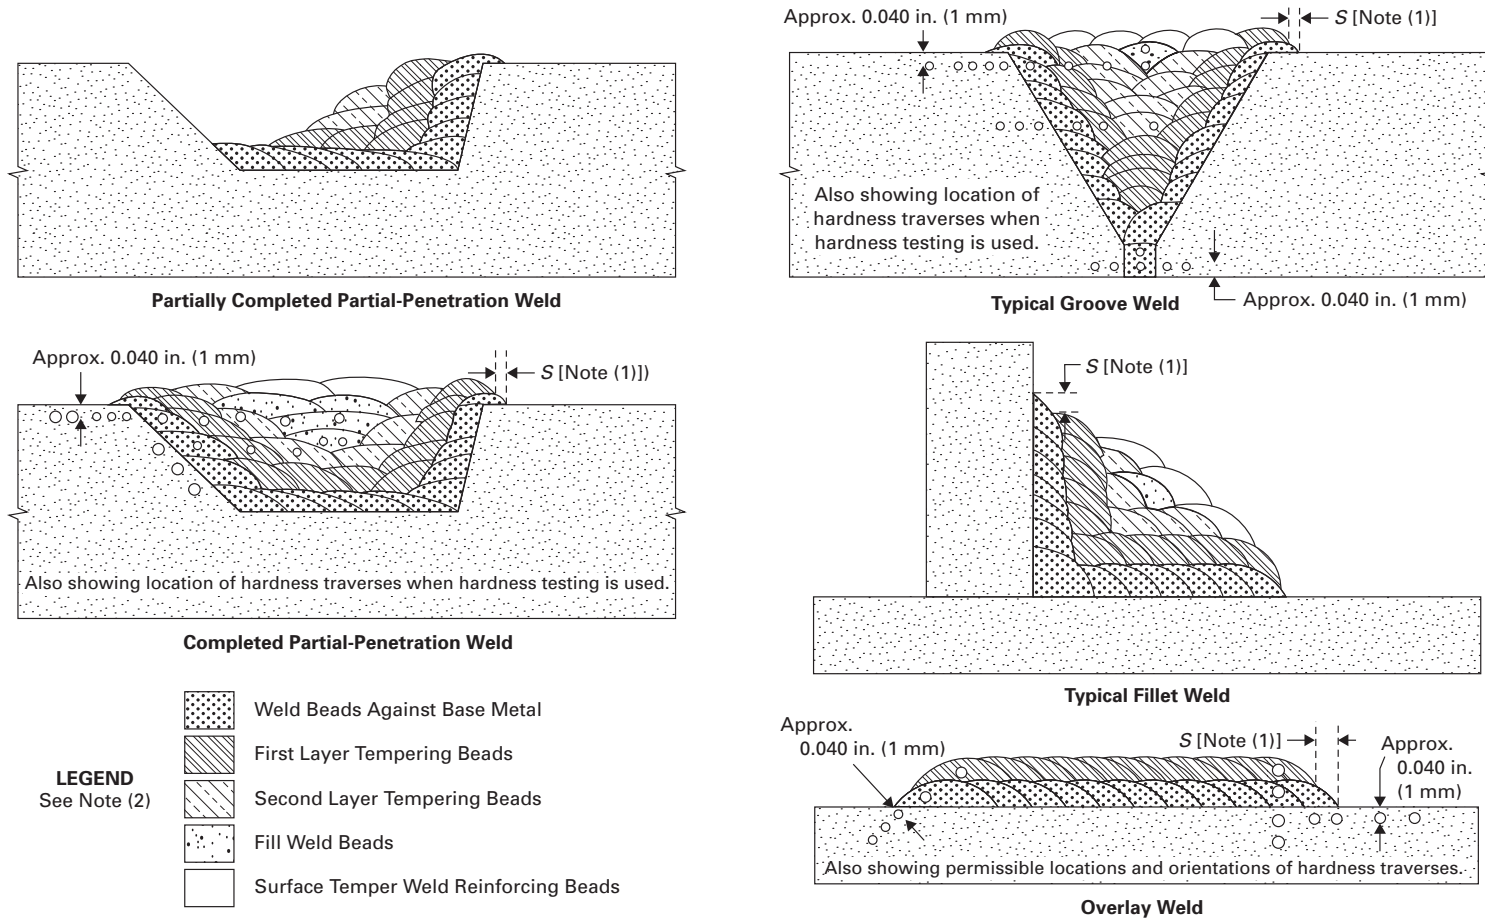 Partially Completed Partial-Penetration Weld
Approx. 0.040 in. (1 mm)
S [Note (1)]
Also showing location of
hardness traverses when
hardness testing is used.
Approx. 0.040 in. (1 mm)
Typical Groove Weld
Approx. 0.040 in. (1 mm)
S [Note (1)])
Also showing location of hardness traverses when hardness testing is used.
Completed Partial-Penetration Weld
S [Note (1)]
Typical Fillet Weld
LEGEND
See Note (2)
Weld Beads Against Base Metal
First Layer Tempering Beads
Second Layer Tempering Beads
Fill Weld Beads
Surface Temper Weld Reinforcing Beads
Approx.
0.040 in. (1 mm)
S [Note (1)]
Approx.
0.040 in.
(1 mm)
Also showing permissible locations and orientations of hardness traverses.
Overlay Weld